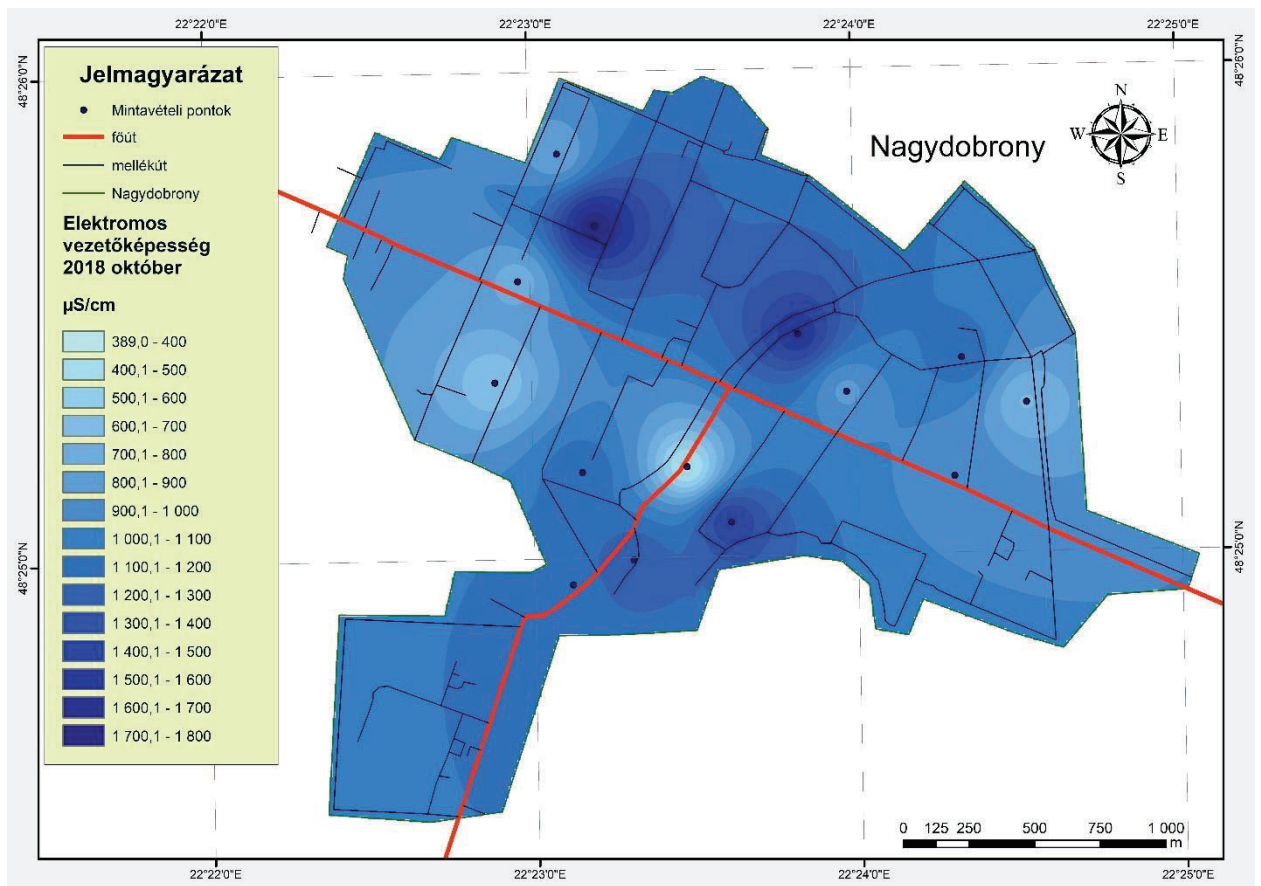 22°22'0"E 22°23'0"E 22°24'0"E 22°25'0"E
48°26'0"N
48°26'0"N
Jelmagyarázat
Mintavételi pontok
főút
mellékút
Nagydobrony
Elektromos
vezetőképesség
2018 október
µS/cm
389,0 - 400
400,1 - 500
500,1 - 600
600,1 - 700
700,1 - 800
800,1 - 900
900,1 - 1 000
1 000,1 - 1 100
1 100,1 - 1 200
1 200,1 - 1 300
1 300,1 - 1 400
1 400,1 - 1 500
1 500,1 - 1 600
1 600,1 - 1 700
1 700,1 - 1 800
Nagydobrony
N
W E
S
48°25'0"N
48°25'0"N
0 125 250 500 750 1 000
m
22°22'0"E 22°23'0"E 22°24'0"E 22°25'0"E